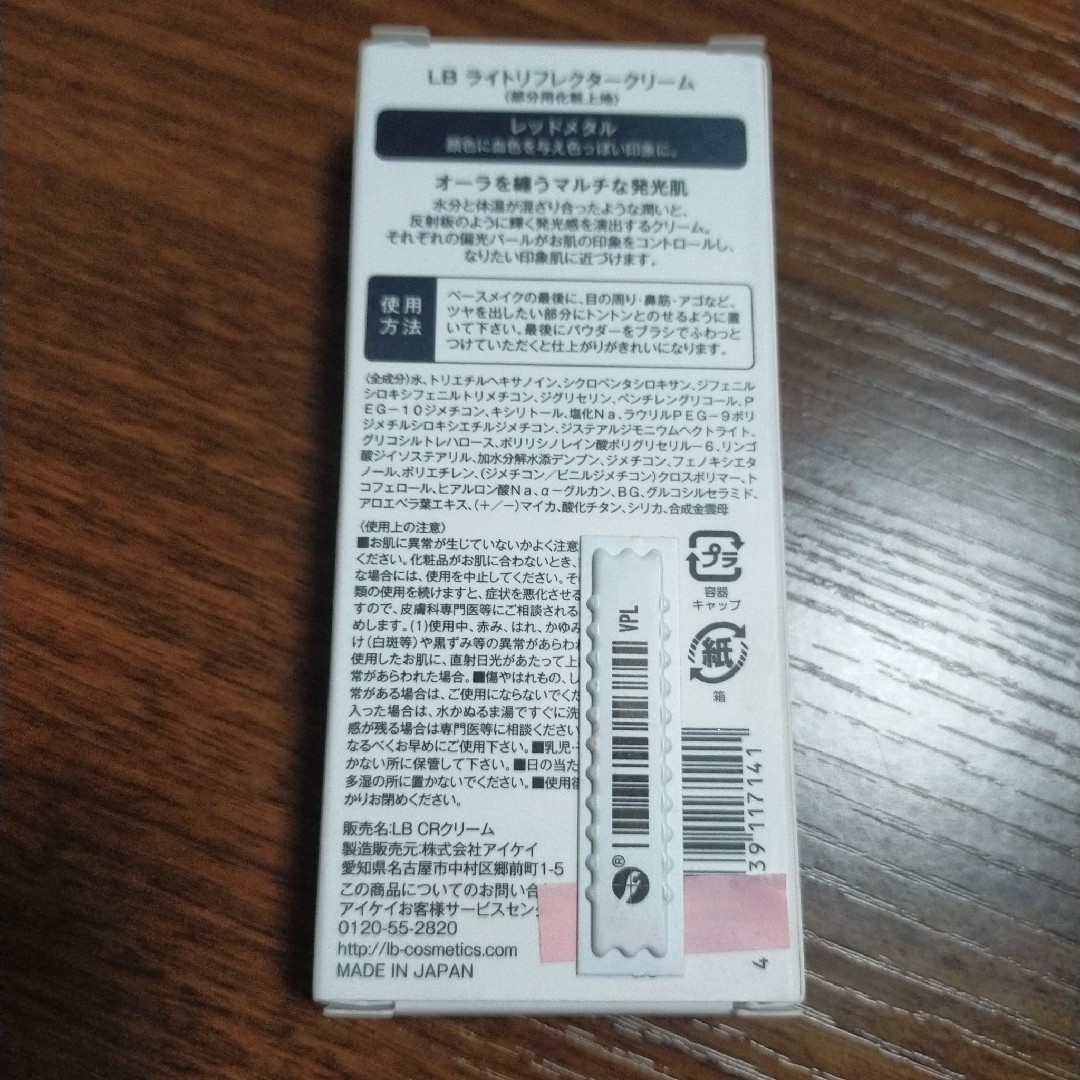 LB ライトリフレクタークリーム
〈部分用化粧上地〉
レッドメタル
顔色に血色を与え色っぽい印象に。
オーラを纏うマルチな発光肌
水分と体温が混ざり合ったような潤いと、
反射板のように輝く発光感を演出するクリーム。
それぞれの偏光パールがお肌の印象をコントロールし、
なりたい印象肌に近づけます。
使用
方法
ベースメイクの最後に、目の周り・鼻筋・アゴなど、
ツヤを出したい部分にトントンとのせるように置
いて下さい。最後にパウダーをブラシでふわっと
つけていただくと仕上がりがきれいになります。
〈全成分〉水、トリエチルヘキサノイン、シクロペンタシロキサン、ジフェニル
シロキシフェニルトリメチコン、ジグリセリン、ペンチレングリコール、P
EG-10ジメチコン、キシリトール、塩化Na、ラウリルPEG-9ポリ
ジメチルシロキシエチルジメチコン、ジステアルジモニウムヘクトライト、
グリコシルトレハロース、ポリリシノレイン酸ポリグリセリル-6、リンゴ
酸ジイソステアリル、加水分解水添デンプン、ジメチコン、フェノキシエタ
ノール、ポリエチレン、(ジメチコン/ビニルジメチコン)クロスポリマー、ト
コフェロール、ヒアルロン酸Na、α-グルカン、BG、グルコシルセラミド、
アロエベラ葉エキス、(+/-)マイカ、酸化チタン、シリカ、合成金雲母
〈使用上の注意〉
■お肌に異常が生じていないかよく注意
ください。化粧品がお肌に合わないとき、
な場合には、使用を中止してください。そ
類の使用を続けますと、症状を悪化させる
すので、皮膚科専門医等にご相談される
めします。(1)使用中、赤み、はれ、かゆみ
け(白斑等)や黒ずみ等の異常があらわ
使用したお肌に、直射日光があたって上
常があらわれた場合。■傷やはれもの、し
常がある場合は、ご使用にならないでくだ
入った場合は、水かぬるま湯ですぐに洗
感が残る場合は専門医等に相談ください
なるべくお早めにご使用下さい。■乳児・
かない所に保管して下さい。■日の当た
多湿の所に置かないでください。■使用後
かりお閉めください。
プラ
容器
キャップ
紙
箱
VPL
39117141
4
販売名:LB CRクリーム
製造販売元:株式会社アイケイ
愛知県名古屋市中村区郷前町1-5
この商品についてのお問い合
アイケイお客様サービスセン
0120-55-2820
http://lb-cosmetics.com
MADE IN JAPAN